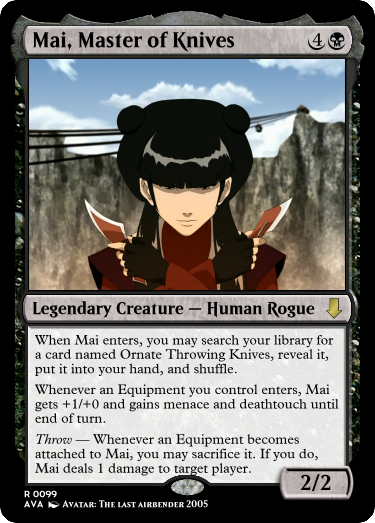 Mai, Master of Knives 4
Legendary Creature — Human Rogue
When Mai enters, you may search your library for
a card named Ornate Throwing Knives, reveal it,
put it into your hand, and shuffle.
Whenever an Equipment you control enters, Mai
gets +1/+0 and gains menace and deathtouch until
end of turn.
Throw — Whenever an Equipment becomes
attached to Mai, you may sacrifice it. If you do,
Mai deals 1 damage to target player.
2/2
R 0099
AVA Avatar: The last airbender 2005